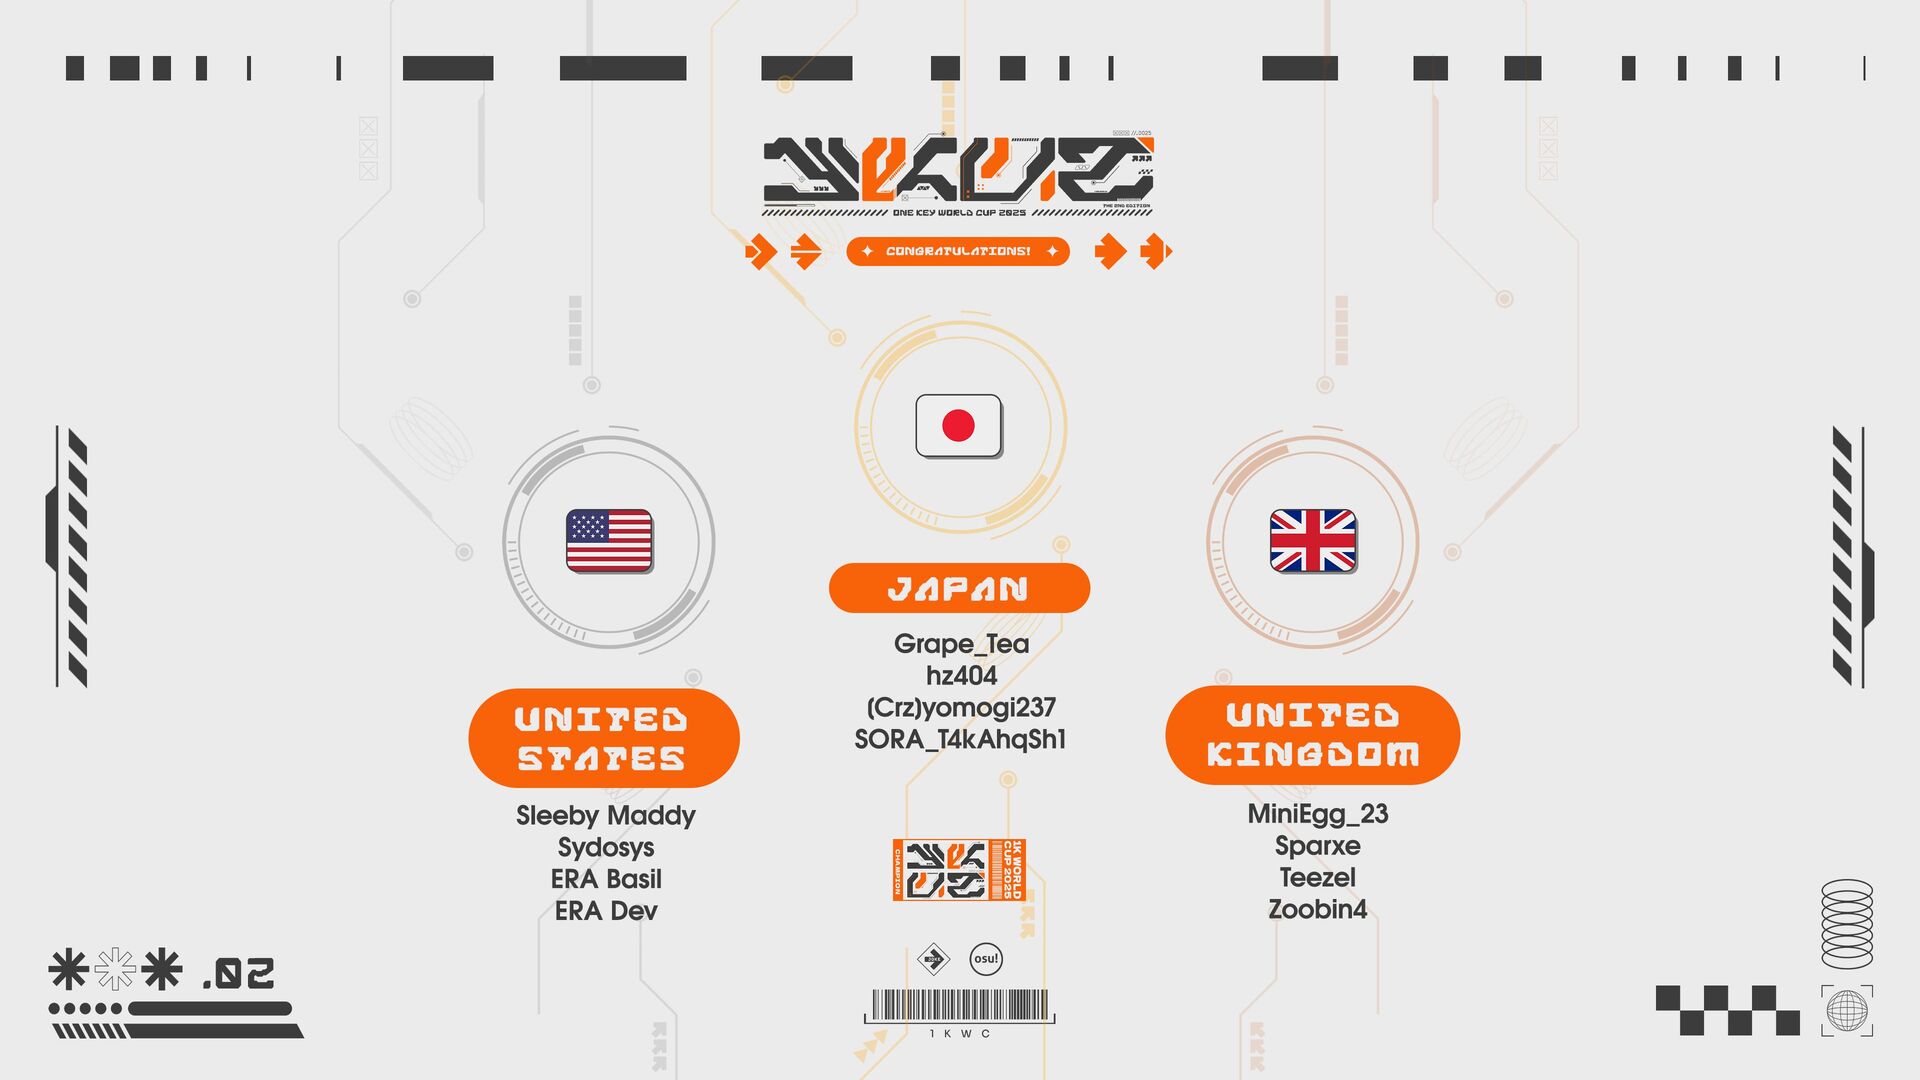 //.0025
THE 2ND EDITION
ONE KEY WORLD CUP 2025
CONGRATULATIONS!
JAPAN
Grape_Tea
hz404
(Crz)yomogi237
SORA_T4kAhqSh1
UNITED
STATES
Sleeby Maddy
Sydosys
ERA Basil
ERA Dev
UNITED
KINGDOM
MiniEgg_23
Sparxe
Teezel
Zoobin4
CHAMPION
1K WORLD
CUP 2025
osu!
1KWC
.02